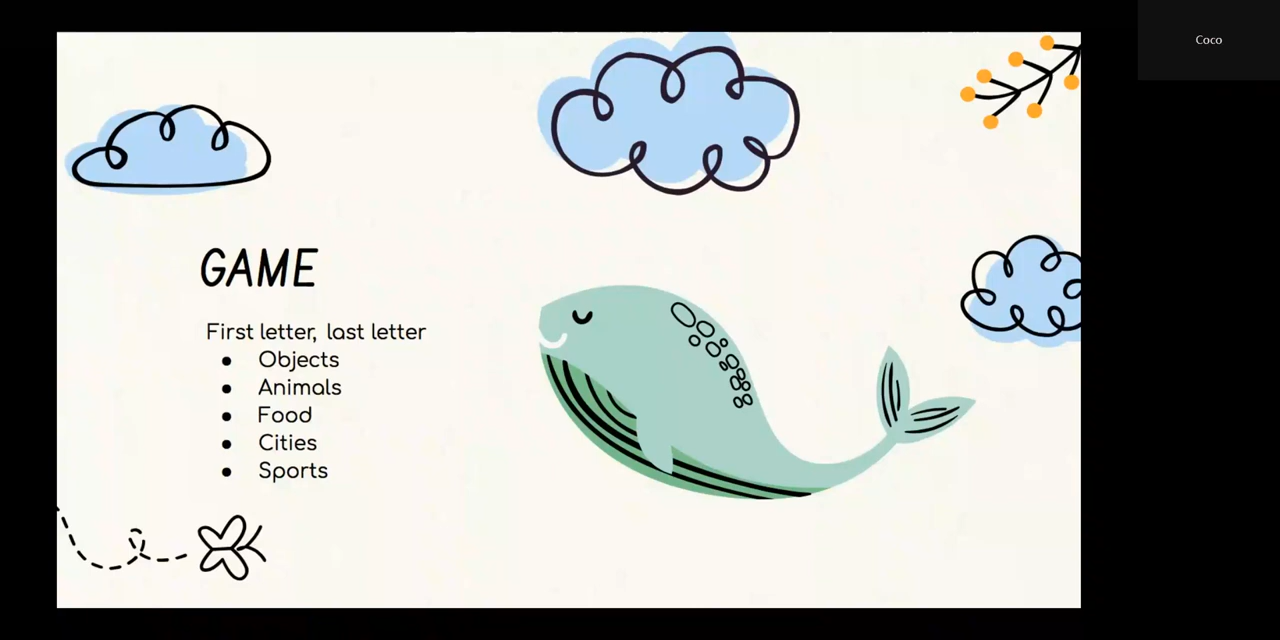 Coco
GAME
First letter, last letter
● Objects
● Animals
● Food
● Cities
● Sports